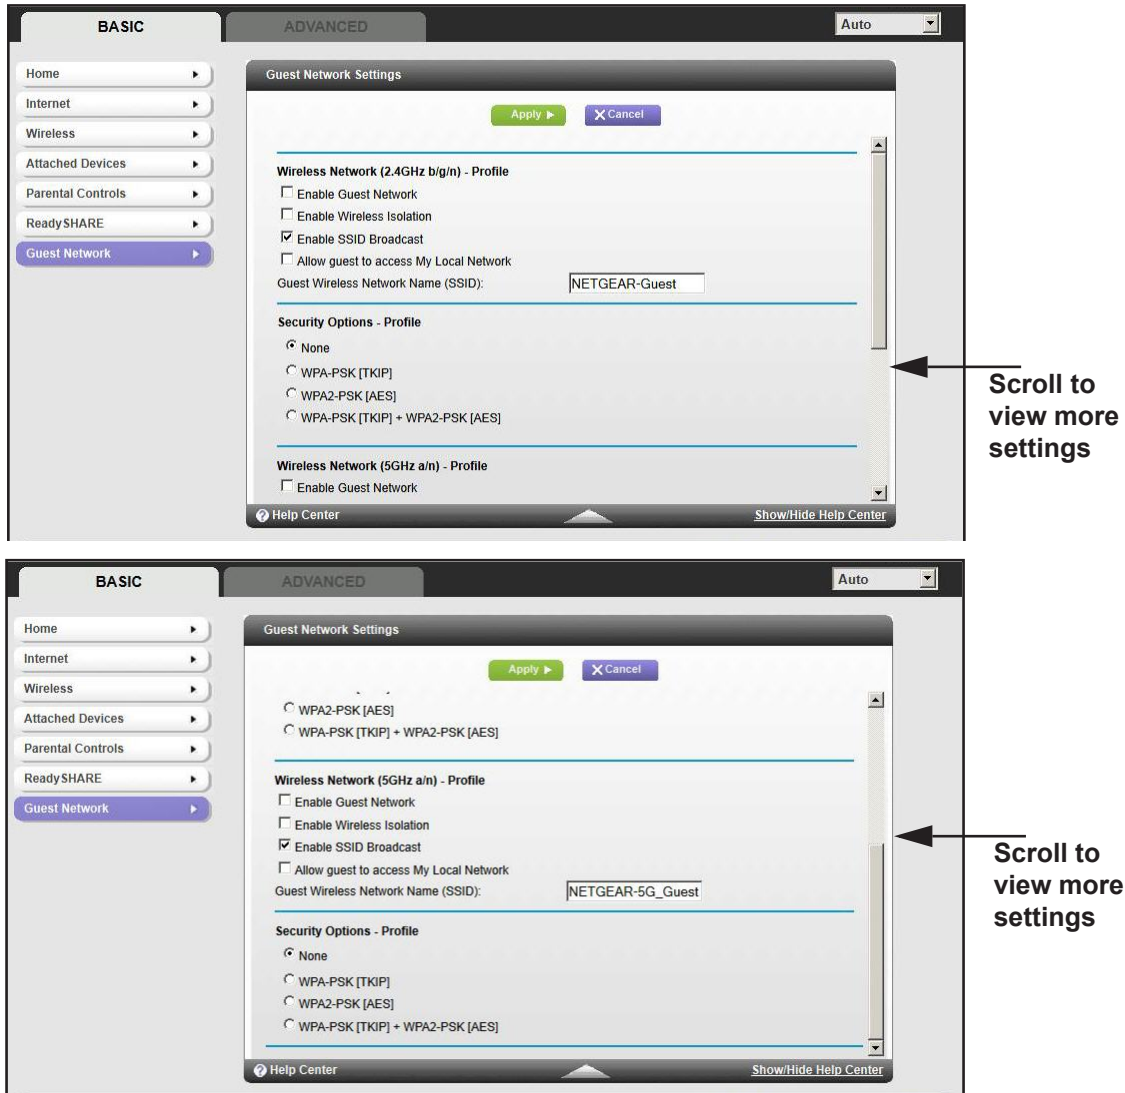 BASIC
ADVANCED
Auto
Home
Internet
Wireless
Attached Devices
Parental Controls
ReadySHARE
Guest Network
Guest Network Settings
Apply
Cancel
Wireless Network (2.4GHz b/g/n) - Profile
Enable Guest Network
Enable Wireless Isolation
Enable SSID Broadcast
Allow guest to access My Local Network
Guest Wireless Network Name (SSID): NETGEAR-Guest
Security Options - Profile
None
WPA-PSK [TKIP]
WPA2-PSK [AES]
WPA-PSK [TKIP] + WPA2-PSK [AES]
Wireless Network (5GHz a/n) - Profile
Enable Guest Network
Help Center
Show/Hide Help Center
Scroll to
view more
settings
BASIC
ADVANCED
Auto
Home
Internet
Wireless
Attached Devices
Parental Controls
ReadySHARE
Guest Network
Guest Network Settings
Apply
Cancel
WPA2-PSK [AES]
WPA-PSK [TKIP] + WPA2-PSK [AES]
Wireless Network (5GHz a/n) - Profile
Enable Guest Network
Enable Wireless Isolation
Enable SSID Broadcast
Allow guest to access My Local Network
Guest Wireless Network Name (SSID): NETGEAR-5G_Guest
Security Options - Profile
None
WPA-PSK [TKIP]
WPA2-PSK [AES]
WPA-PSK [TKIP] + WPA2-PSK [AES]
Help Center
Show/Hide Help Center
Scroll to
view more
settings